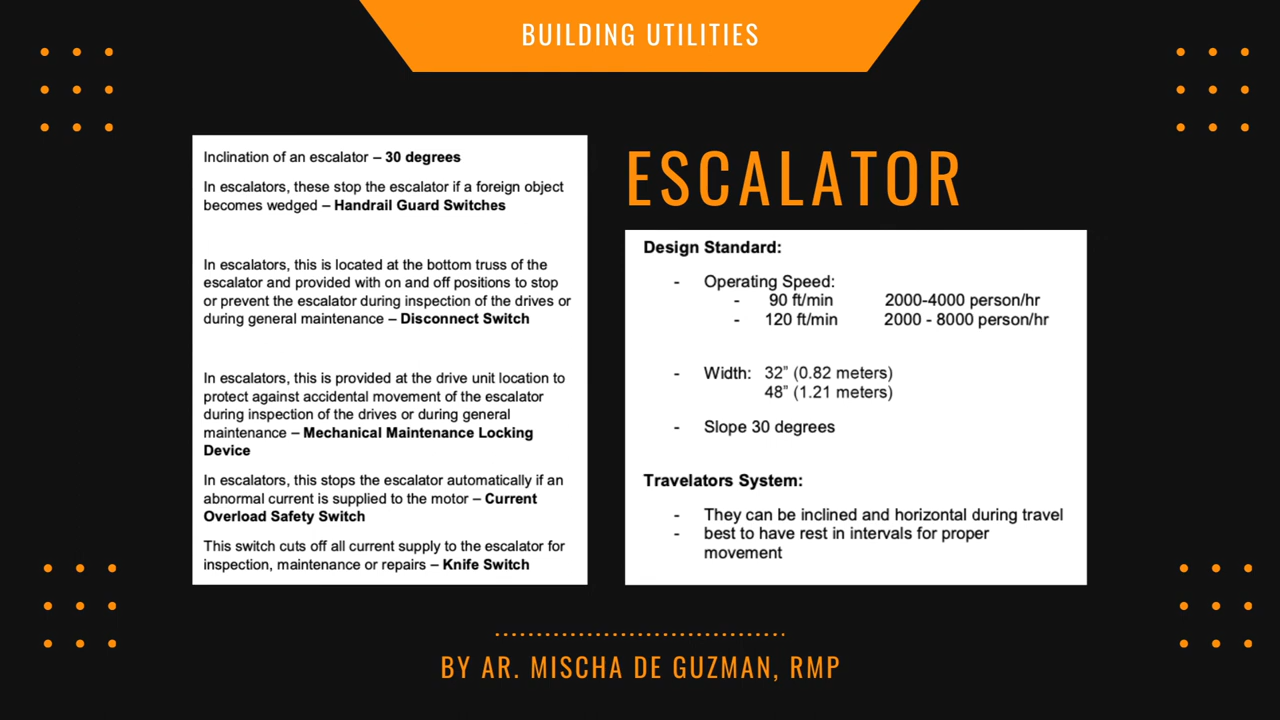 BUILDING UTILITIES
Inclination of an escalator – 30 degrees
In escalators, these stop the escalator if a foreign object
becomes wedged – Handrail Guard Switches
In escalators, this is located at the bottom truss of the
escalator and provided with on and off positions to stop
or prevent the escalator during inspection of the drives or
during general maintenance – Disconnect Switch
In escalators, this is provided at the drive unit location to
protect against accidental movement of the escalator
during inspection of the drives or during general
maintenance – Mechanical Maintenance Locking
Device
In escalators, this stops the escalator automatically if an
abnormal current is supplied to the motor – Current
Overload Safety Switch
This switch cuts off all current supply to the escalator for
inspection, maintenance or repairs – Knife Switch
ESCALATOR
Design Standard:
- Operating Speed:
- 90 ft/min 2000-4000 person/hr
- 120 ft/min 2000 - 8000 person/hr
- Width: 32” (0.82 meters)
48” (1.21 meters)
- Slope 30 degrees
Travelators System:
- They can be inclined and horizontal during travel
- best to have rest in intervals for proper
movement
BY AR. MISCHA DE GUZMAN, RMP